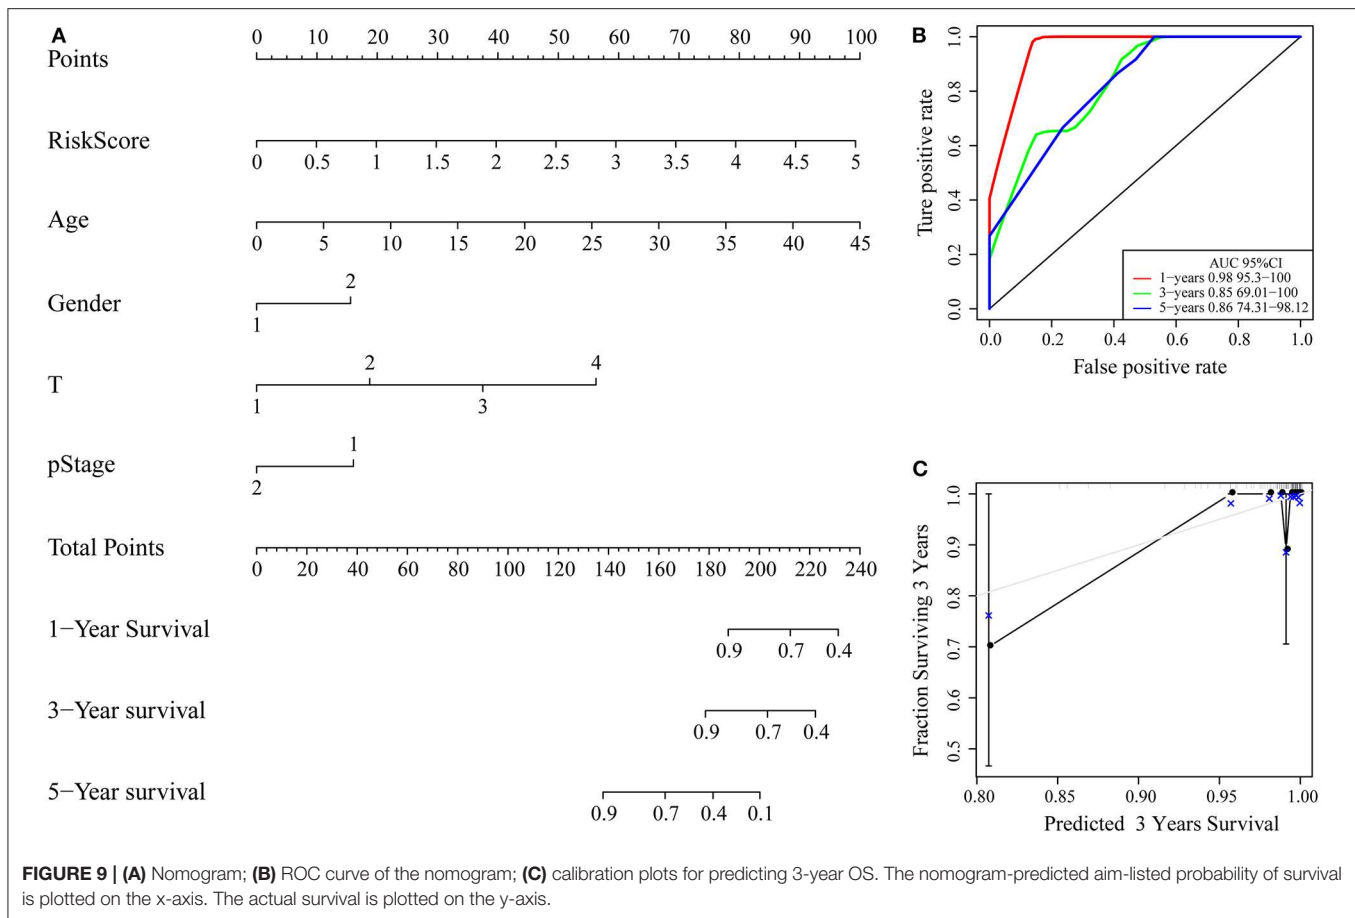 A
0 10 20 30 40 50 60 70 80 90 100
Points
RiskScore
0 0.5 1 1.5 2 2.5 3 3.5 4 4.5 5
Age
0 5 10 15 20 25 30 35 40 45
2
Gender
1
2 4
T
1 3
1
pStage
2
Total Points
0 20 40 60 80 100 120 140 160 180 200 220 240
1−Year Survival
0.9 0.7 0.4
3−Year survival
0.9 0.7 0.4
5−Year survival
0.9 0.7 0.4 0.1
B
Ture positive rate
1.0
0.8
0.6
0.4
0.2
0.0
AUC 95%CI
1−years 0.98 95.3−100
3−years 0.85 69.01−100
5−years 0.86 74.31−98.12
0.0 0.2 0.4 0.6 0.8 1.0
False positive rate
C
Fraction Surviving 3 Years
1.0
0.9
0.8
0.7
0.6
0.5
0.80 0.85 0.90 0.95 1.00
Predicted 3 Years Survival
FIGURE 9 | (A) Nomogram; (B) ROC curve of the nomogram; (C) calibration plots for predicting 3-year OS. The nomogram-predicted aim-listed probability of survival
is plotted on the x-axis. The actual survival is plotted on the y-axis.